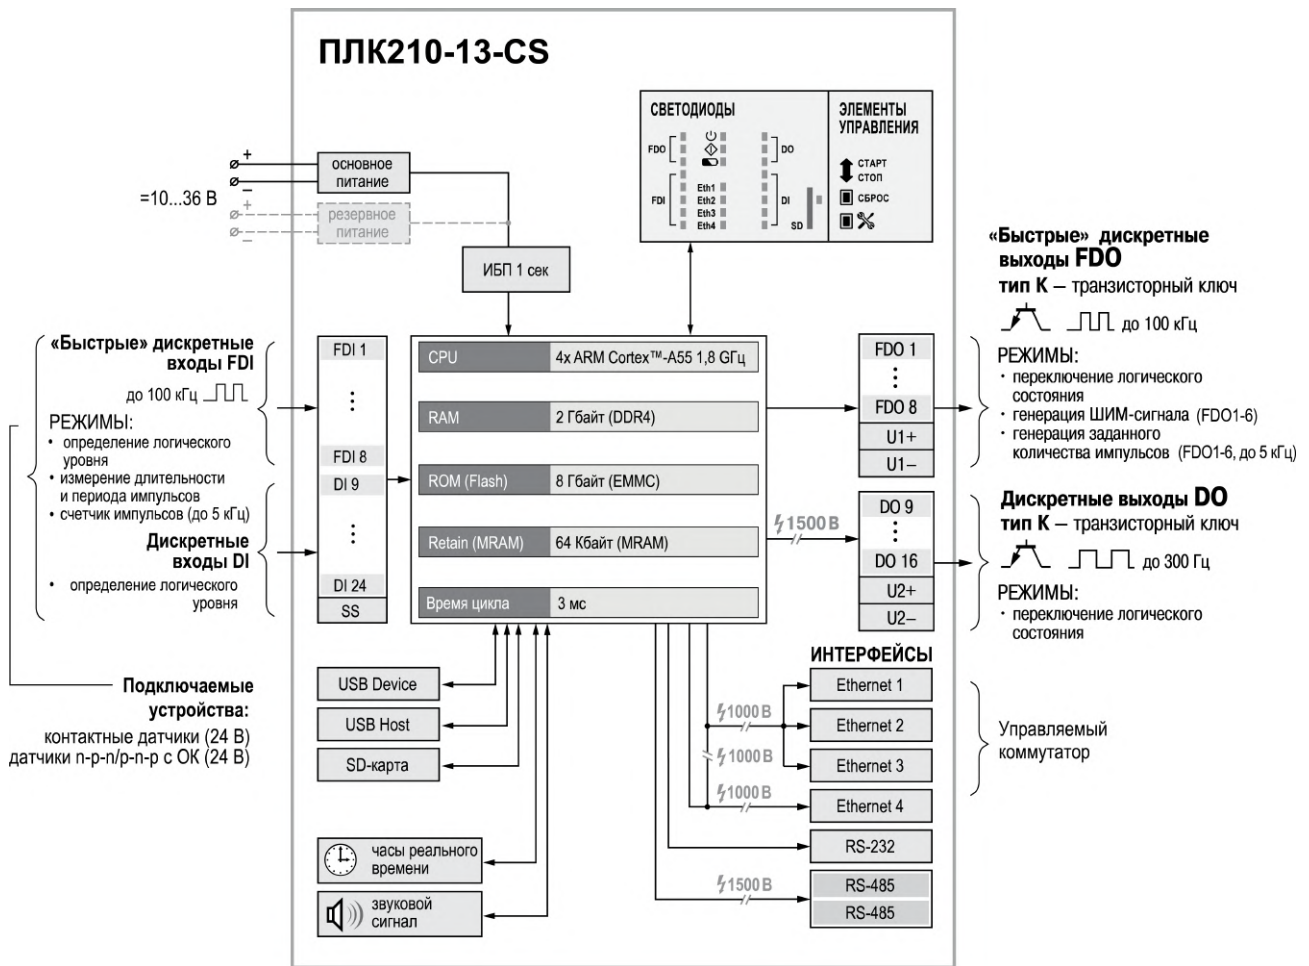 ПЛК210-13-CS
СВЕТОДИОДЫ
FDO
DO
FDI
Eth1
Eth2
Eth3
Eth4
DI
SD
ЭЛЕМЕНТЫ
УПРАВЛЕНИЯ
СТАРТ
СТОП
СБРОС
=10...36 В
+
−
+
−
основное
питание
резервное
питание
ИБП 1 сек
«Быстрые» дискретные
входы FDI
до 100 кГц
РЕЖИМЫ:
• определение логического
уровня
• измерение длительности
и периода импульсов
• счетчик импульсов (до 5 кГц)
Дискретные
входы DI
• определение логического
уровня
Подключаемые
устройства:
контактные датчики (24 В)
датчики n-p-n/p-n-p с ОК (24 В)
FDI 1
⋮
FDI 8
DI 9
⋮
DI 24
SS
CPU 4x ARM Cortex™-A55 1,8 ГГц
RAM 2 Гбайт (DDR4)
ROM (Flash) 8 Гбайт (EMMC)
Retain (MRAM) 64 Кбайт (MRAM)
Время цикла 3 мс
USB Device
USB Host
SD-карта
часы реального
времени
звуковой
сигнал
FDO 1
⋮
FDO 8
U1+
U1−
1500 В
DO 9
⋮
DO 16
U2+
U2−
ИНТЕРФЕЙСЫ
Ethernet 1
1000 В
Ethernet 2
1000 В
Ethernet 3
1000 В
Ethernet 4
RS-232
1500 В
RS-485
RS-485
«Быстрые» дискретные
выходы FDO
тип К – транзисторный ключ
до 100 кГц
РЕЖИМЫ:
· переключение логического
состояния
· генерация ШИМ-сигнала (FDO1-6)
· генерация заданного
количества импульсов (FDO1-6, до 5 кГц)
Дискретные выходы DO
тип К – транзисторный ключ
до 300 Гц
РЕЖИМЫ:
· переключение логического
состояния
Управляемый
коммутатор